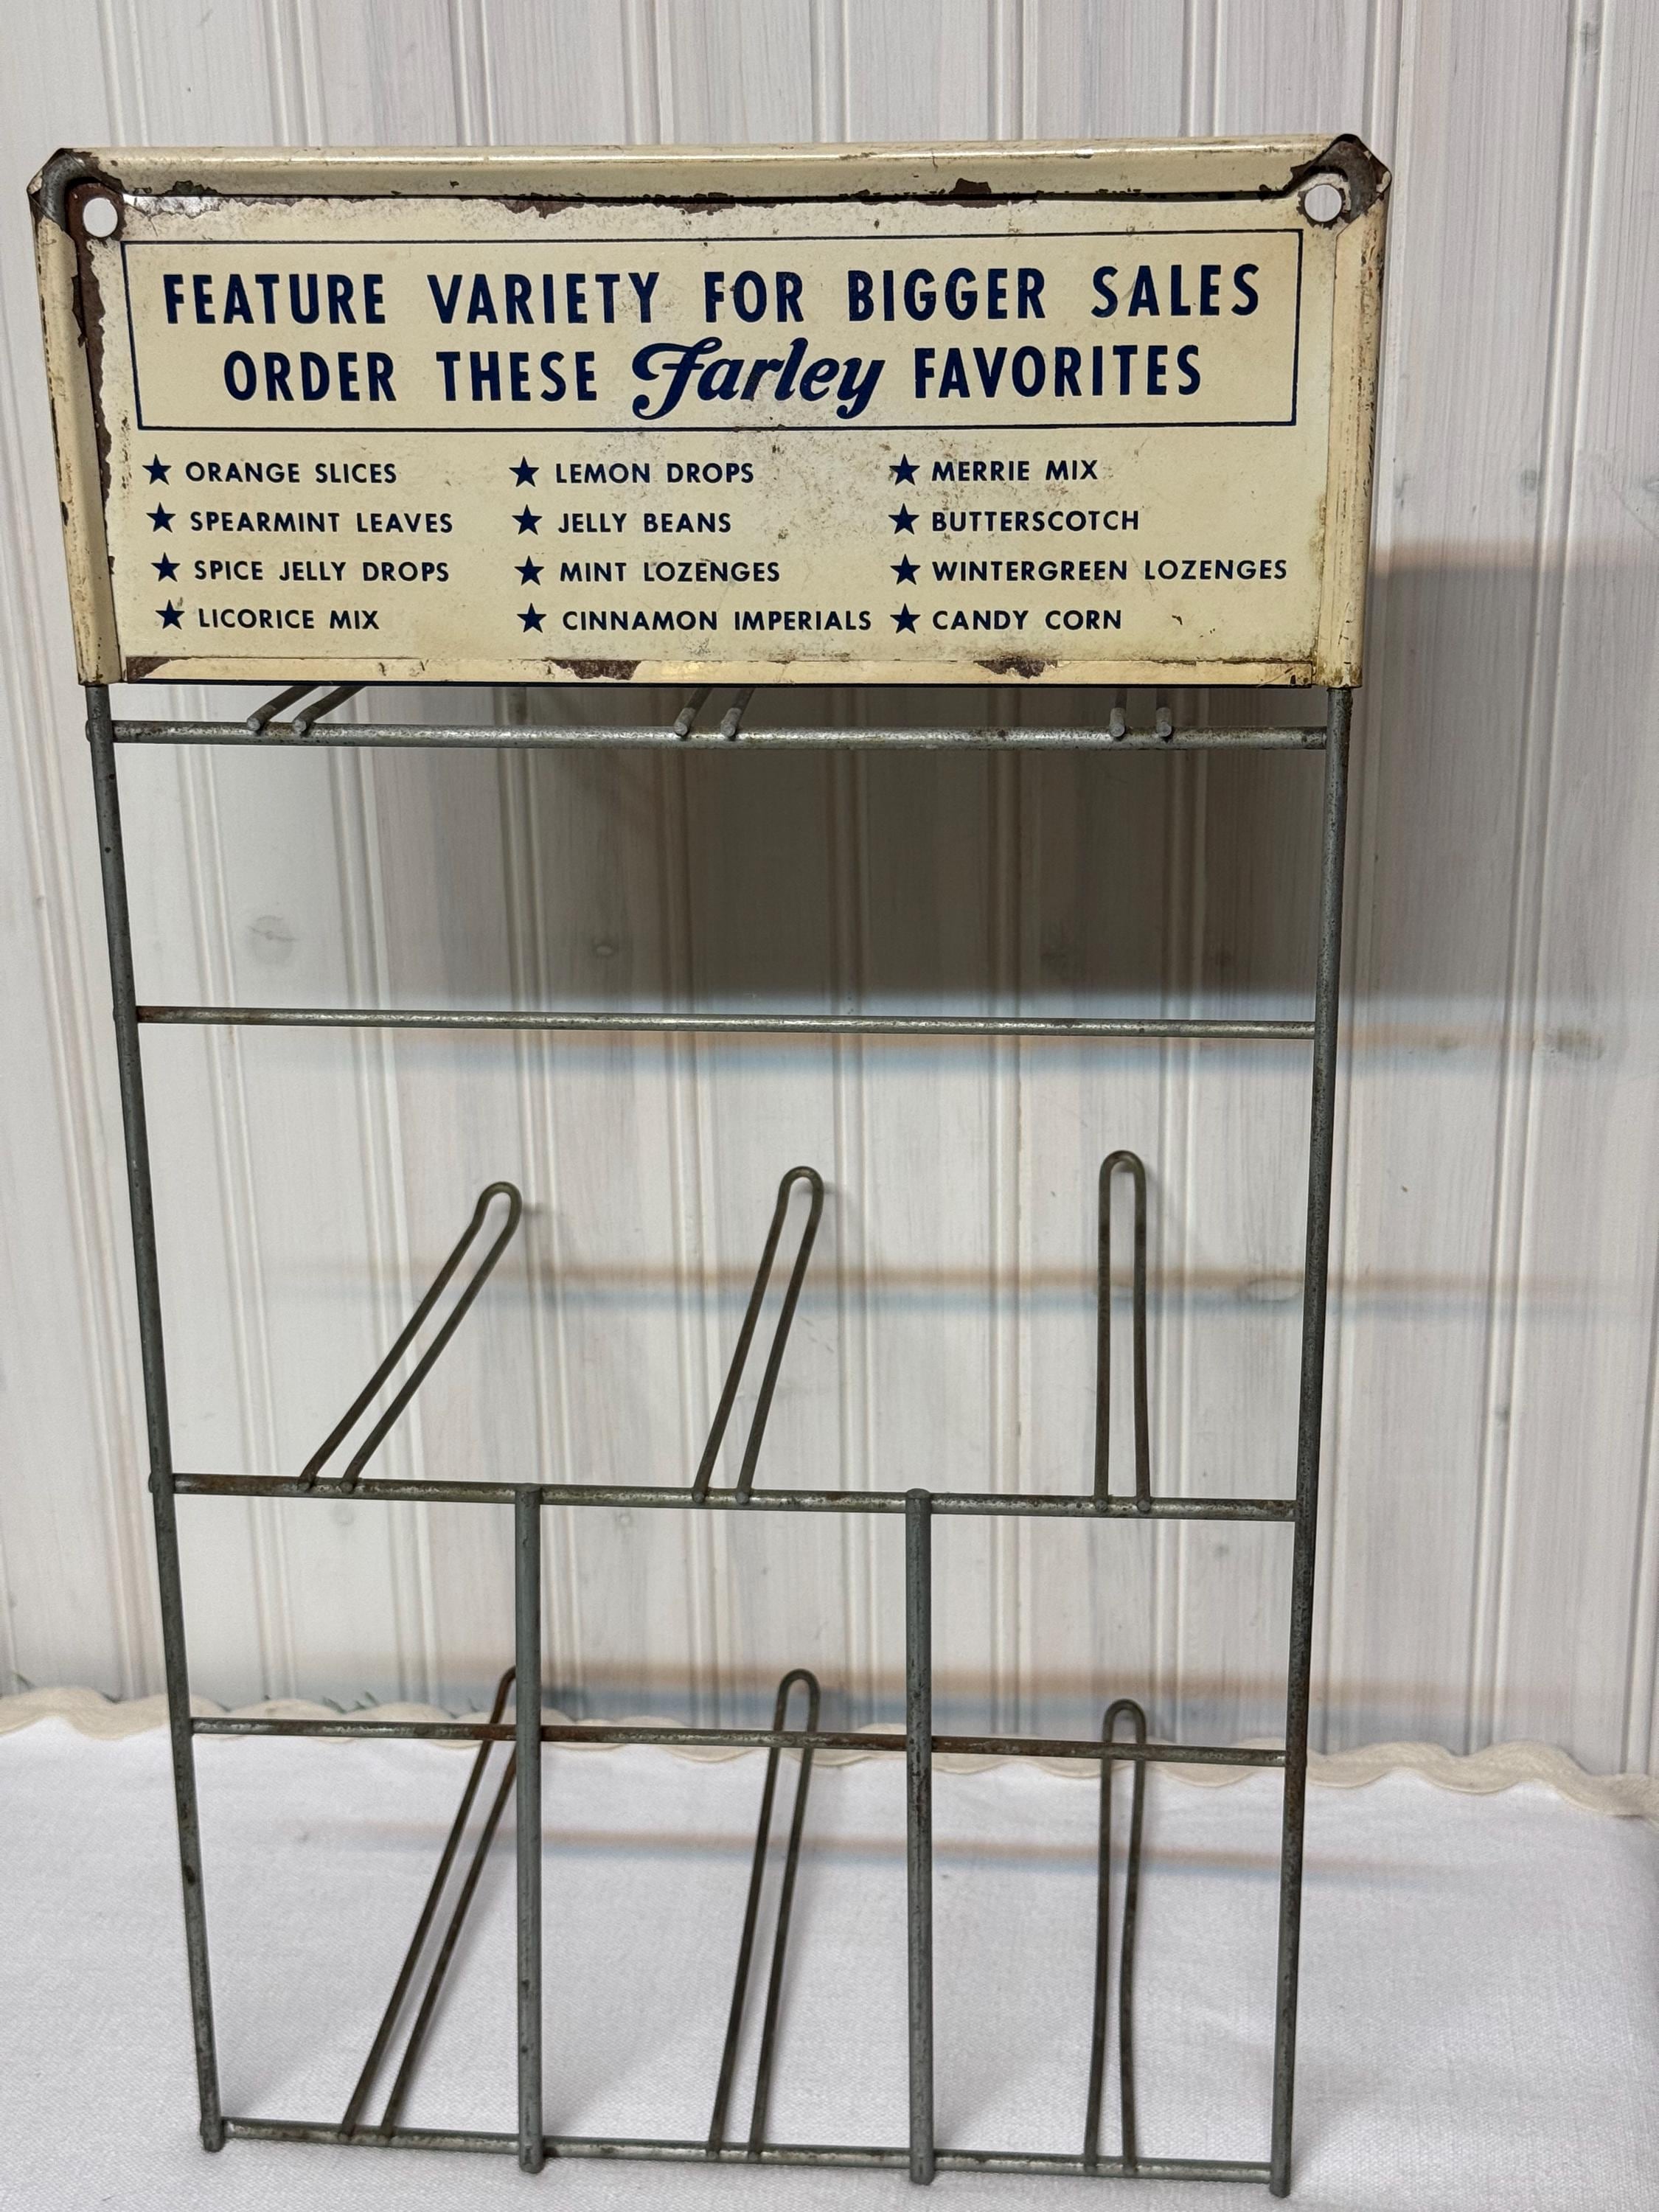 FEATURE VARIETY FOR BIGGER SALES
ORDER THESE Farley FAVORITES
★ ORANGE SLICES ★ LEMON DROPS ★ MERRIE MIX
★ SPEARMINT LEAVES ★ JELLY BEANS ★ BUTTERSCOTCH
★ SPICE JELLY DROPS ★ MINT LOZENGES ★ WINTERGREEN LOZENGES
★ LICORICE MIX ★ CINNAMON IMPERIALS ★ CANDY CORN